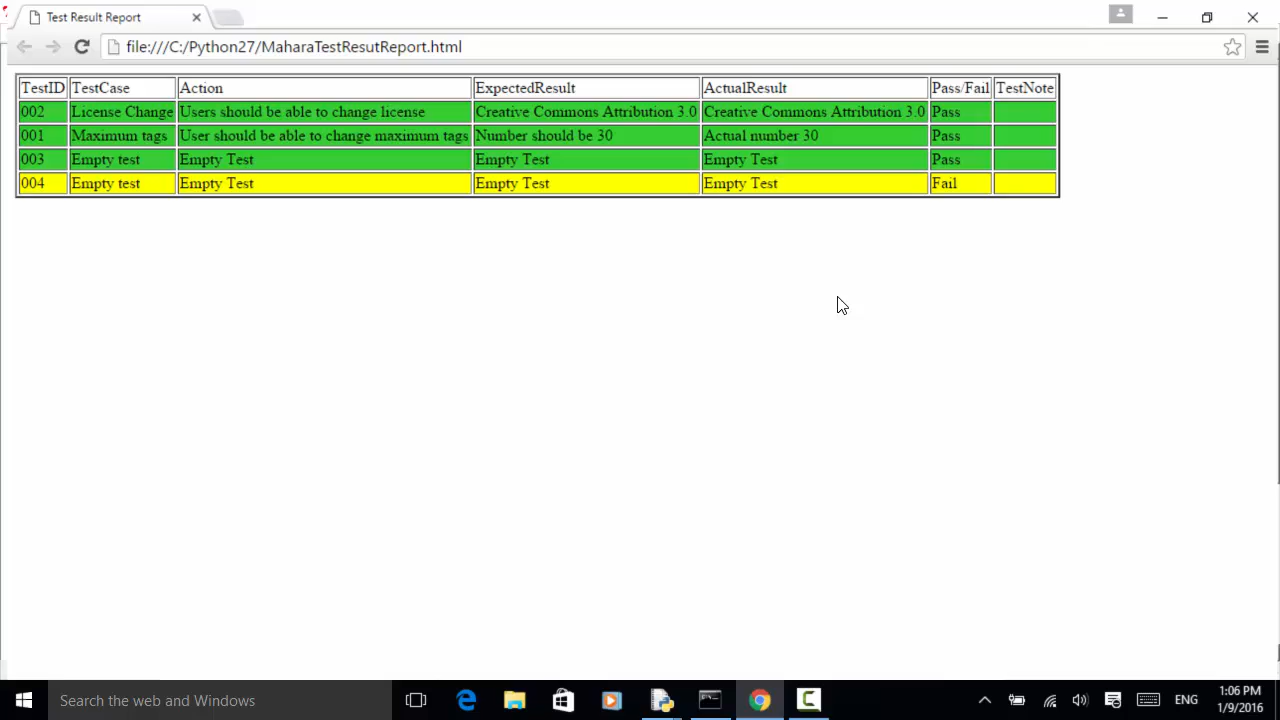 Test Result Report
file:///C:/Python27/MaharaTestResutReport.html
TestID TestCase Action ExpectedResult ActualResult Pass/Fail TestNote
002 License Change Users should be able to change license Creative Commons Attribution 3.0 Creative Commons Attribution 3.0 Pass
001 Maximum tags User should be able to change maximum tags Number should be 30 Actual number 30 Pass
003 Empty test Empty Test Empty Test Empty Test Pass
004 Empty test Empty Test Empty Test Empty Test Fail
Search the web and Windows
ENG
1:06 PM
1/9/2016